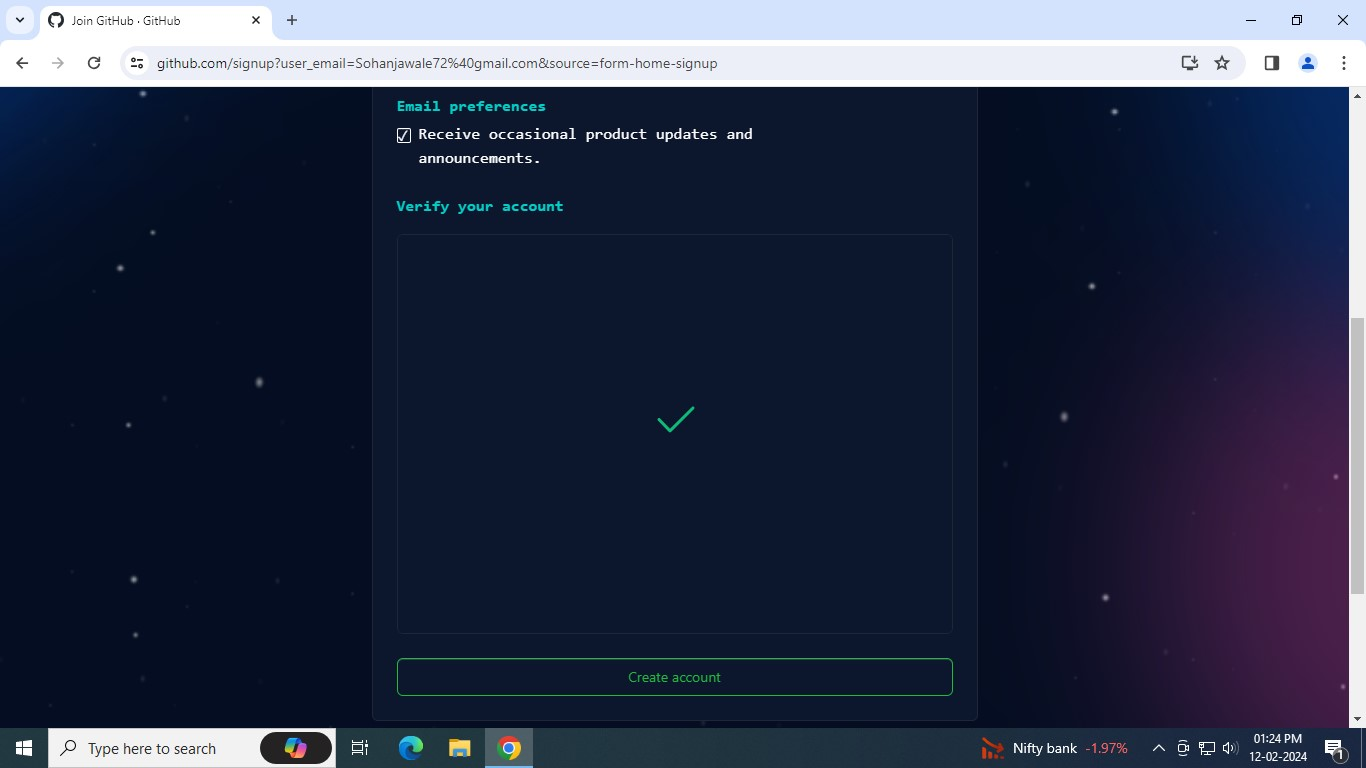 Join GitHub · GitHub
github.com/signup?user_email=Sohanjawale72%40gmail.com&source=form-home-signup
Email preferences
Receive occasional product updates and
announcements.
Verify your account
Create account
Type here to search
Nifty bank -1.97%
01:24 PM
12-02-2024
1